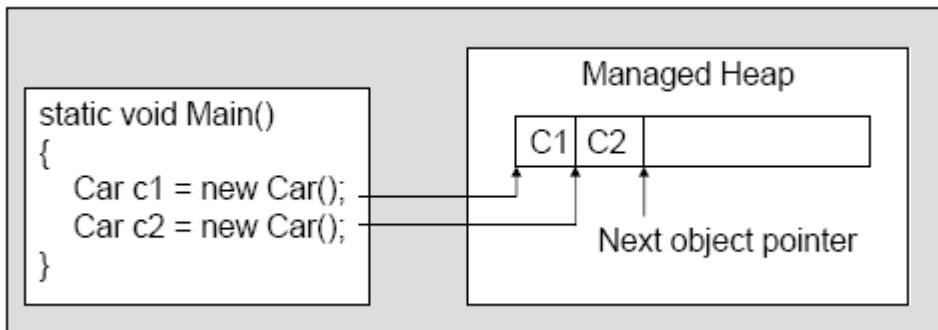 static void Main()
{
Car c1 = new Car();
Car c2 = new Car();
}
Managed Heap
C1 C2
Next object pointer